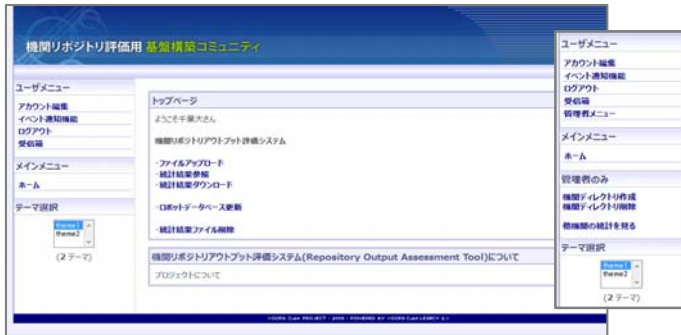 機関リポジトリ評価用 基盤構築コミュニティ
ユーザメニュー
アカウント編集
イベント通知機能
ログアウト
受信箱
メインメニュー
ホーム
テーマ選択
theme1
theme2
(2 テーマ)
トップページ
ようこそ千葉大さん
機関リポジトリアウトプット評価システム
・ファイルアップロード
・統計結果参照
・統計結果ダウンロード
・ロボットデータベース更新
・統計結果ファイル削除
機関リポジトリアウトプット評価システム(Repository Output Assessment Tool)について
プロジェクトについて
ユーザメニュー
アカウント編集
イベント通知機能
ログアウト
受信箱
管理者メニュー
メインメニュー
ホーム
管理者のみ
機関ディレクトリ作成
機関ディレクトリ削除
他機関の統計を見る
テーマ選択
theme1
theme2
(2 テーマ)